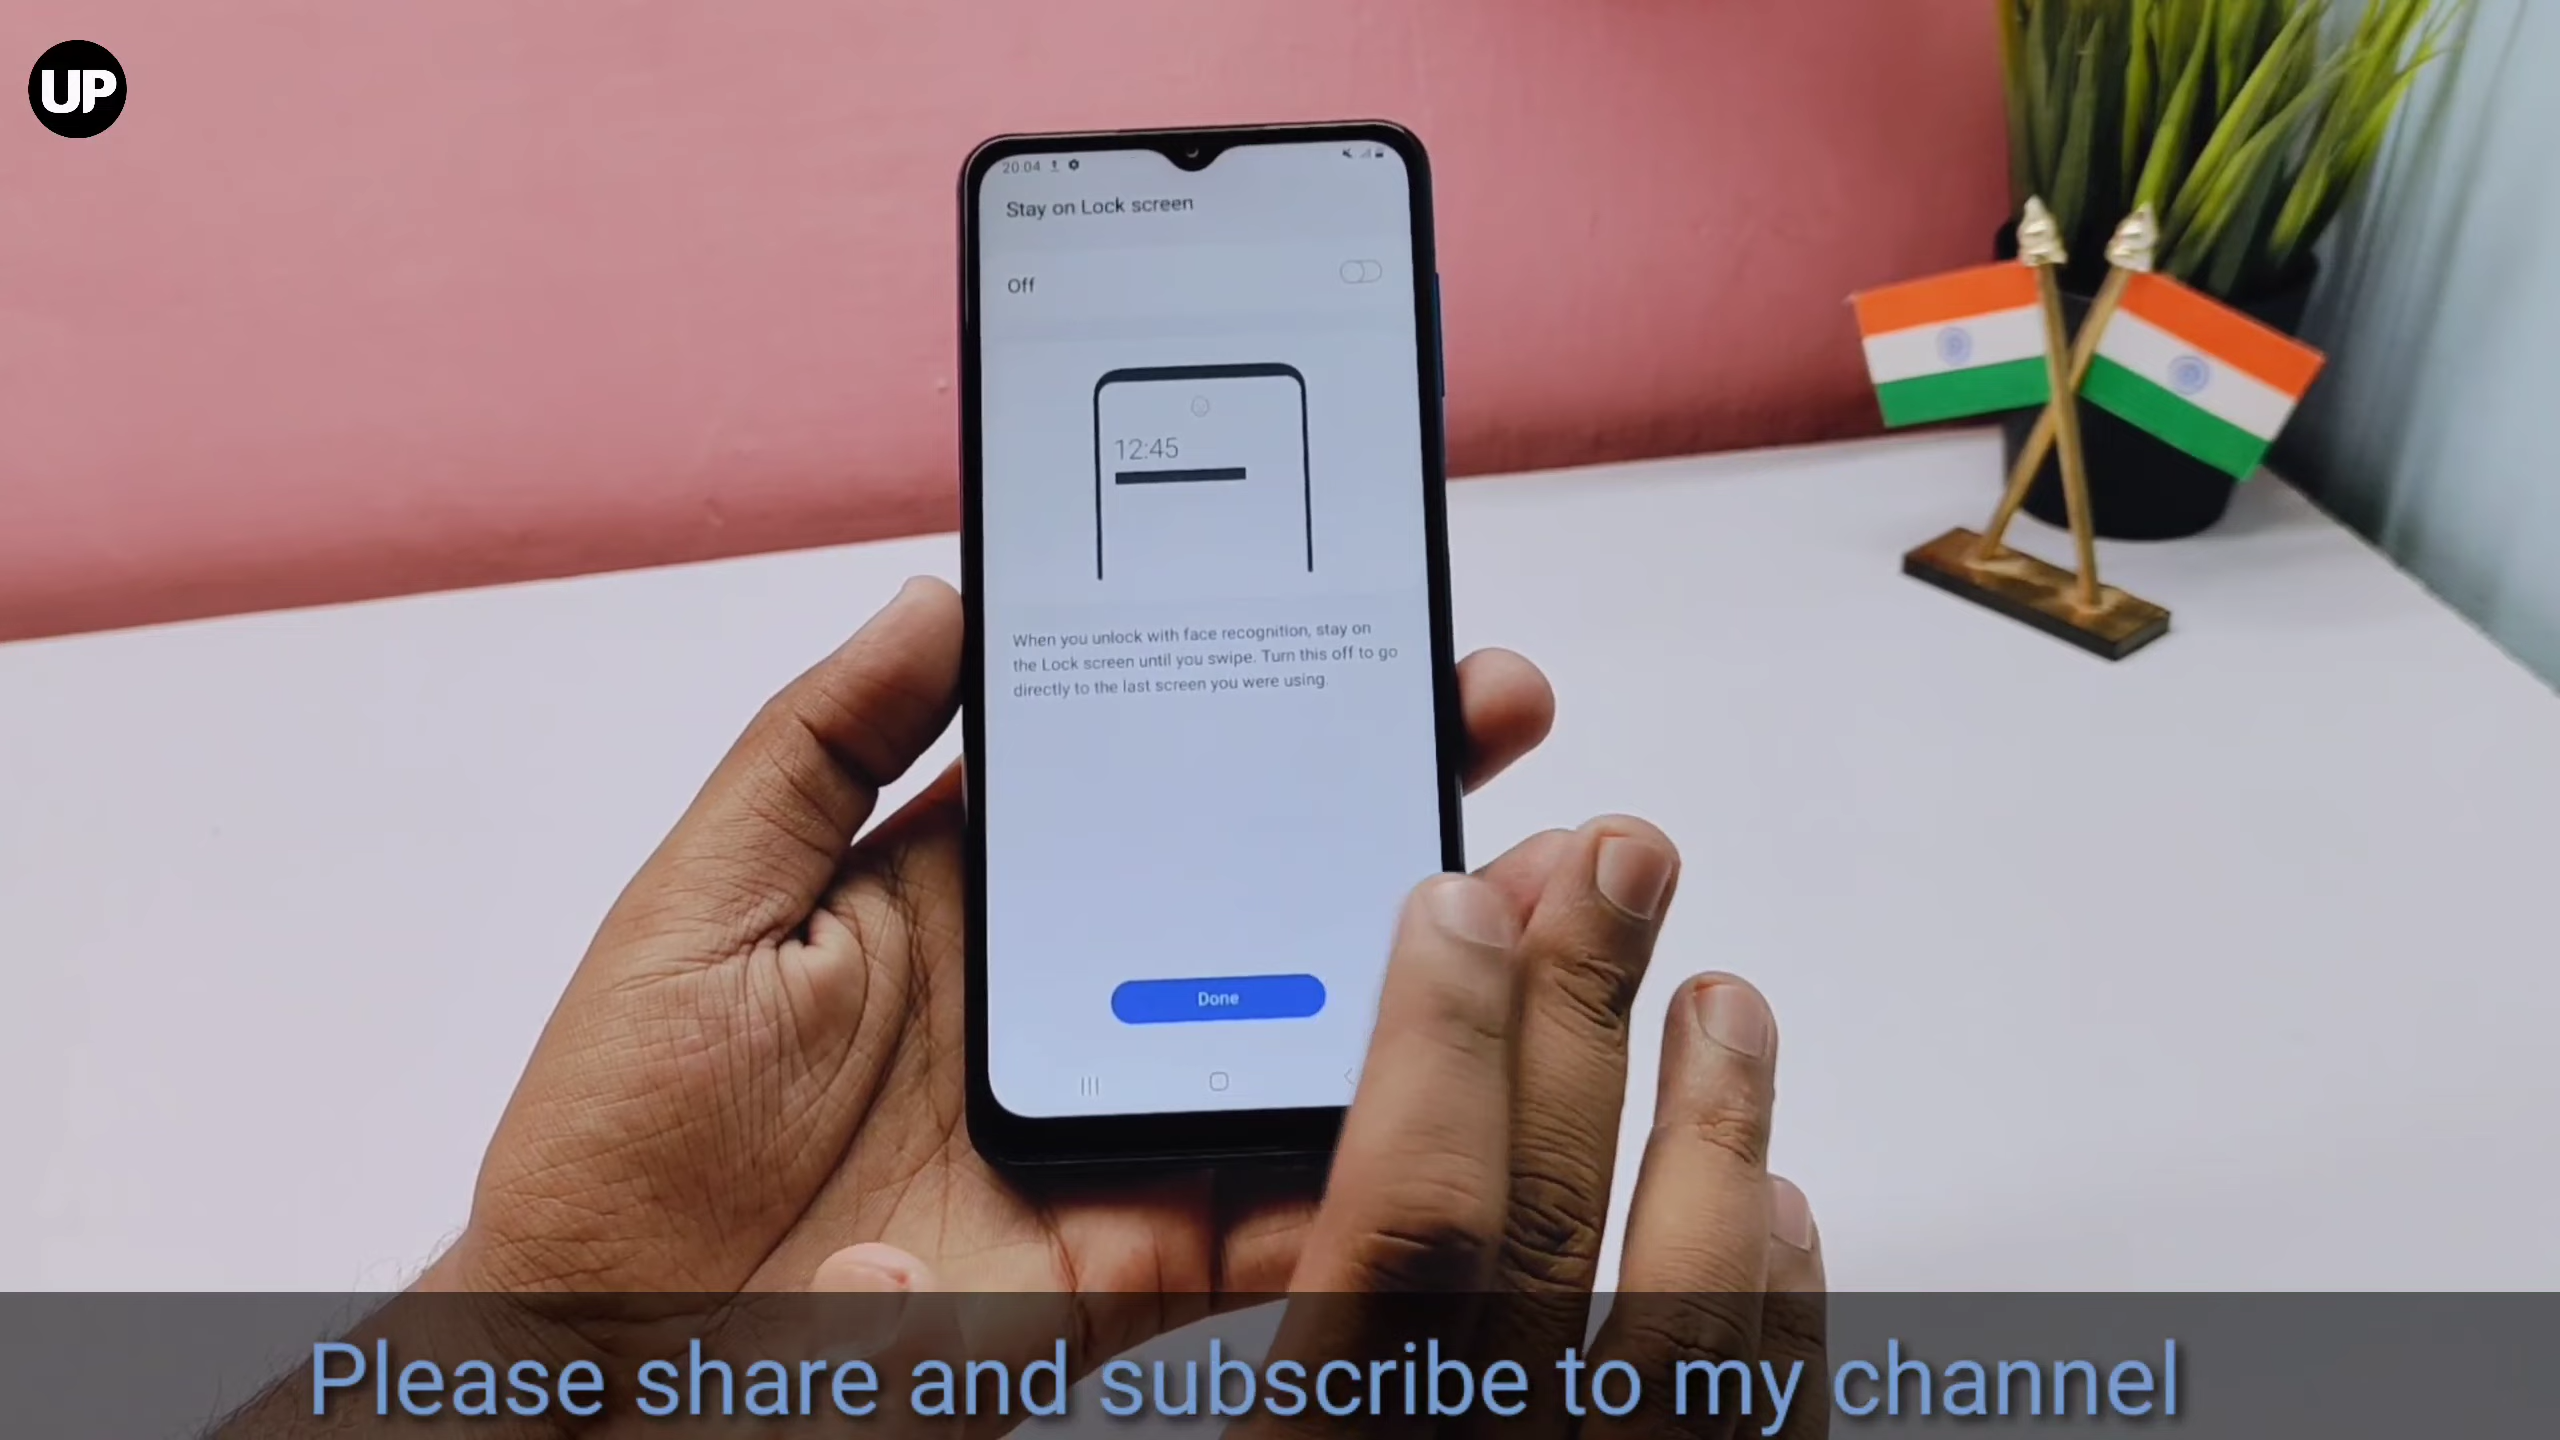 UP
20:04
Stay on Lock screen
Off
12:45
When you unlock with face recognition, stay on
the Lock screen until you swipe. Turn this off to go
directly to the last screen you were using.
Done
Please share and subscribe to my channel